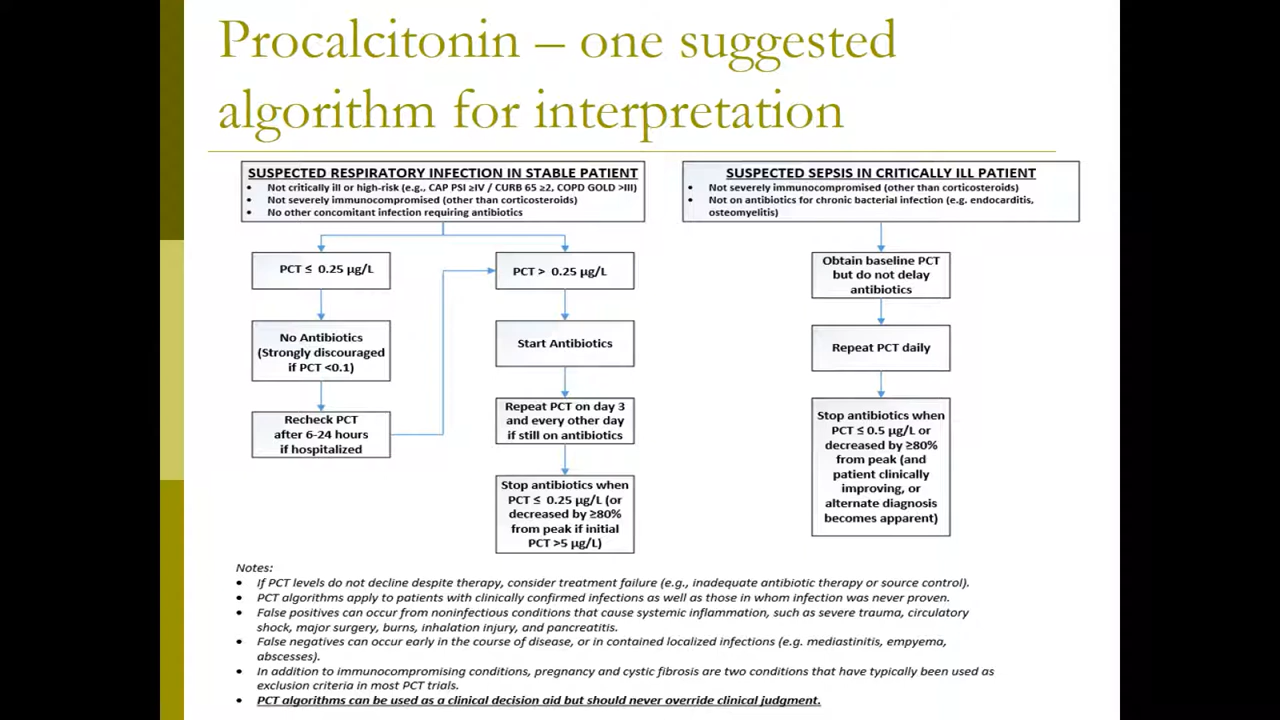 Procalcitonin – one suggested
algorithm for interpretation
SUSPECTED RESPIRATORY INFECTION IN STABLE PATIENT
• Not critically ill or high-risk (e.g., CAP PSI ≥IV / CURB 65 ≥2, COPD GOLD >III)
• Not severely immunocompromised (other than corticosteroids)
• No other concomitant infection requiring antibiotics
PCT ≤ 0.25 µg/L
No Antibiotics
(Strongly discouraged
if PCT <0.1)
Recheck PCT
after 6-24 hours
if hospitalized
PCT > 0.25 µg/L
Start Antibiotics
Repeat PCT on day 3
and every other day
if still on antibiotics
Stop antibiotics when
PCT ≤ 0.25 µg/L (or
decreased by ≥80%
from peak if initial
PCT >5 µg/L)
SUSPECTED SEPSIS IN CRITICALLY ILL PATIENT
• Not severely immunocompromised (other than corticosteroids)
• Not on antibiotics for chronic bacterial infection (e.g. endocarditis,
osteomyelitis)
Obtain baseline PCT
but do not delay
antibiotics
Repeat PCT daily
Stop antibiotics when
PCT ≤ 0.5 µg/L or
decreased by ≥80%
from peak (and
patient clinically
improving, or
alternate diagnosis
becomes apparent)
Notes:
• If PCT levels do not decline despite therapy, consider treatment failure (e.g., inadequate antibiotic therapy or source control).
• PCT algorithms apply to patients with clinically confirmed infections as well as those in whom infection was never proven.
• False positives can occur from noninfectious conditions that cause systemic inflammation, such as severe trauma, circulatory
shock, major surgery, burns, inhalation injury, and pancreatitis.
• False negatives can occur early in the course of disease, or in contained localized infections (e.g. mediastinitis, empyema,
abscesses).
• In addition to immunocompromising conditions, pregnancy and cystic fibrosis are two conditions that have typically been used as
exclusion criteria in most PCT trials.
• PCT algorithms can be used as a clinical decision aid but should never override clinical judgment.